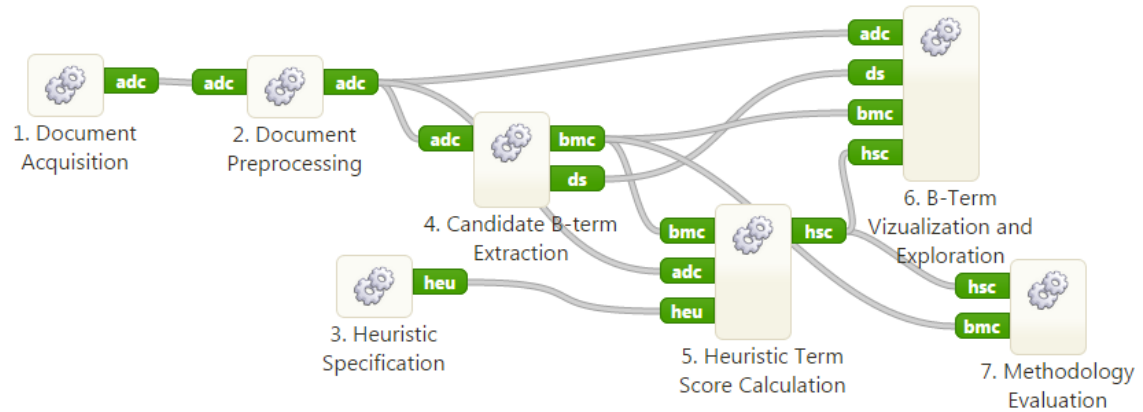 adc
adc
adc
1. Document
Acquisition
2. Document
Preprocessing
adc
bmc
ds
4. Candidate B-term
Extraction
heu
3. Heuristic
Specification
bmc
adc
heu
hsc
5. Heuristic Term
Score Calculation
adc
ds
bmc
hsc
6. B-Term
Vizualization and
Exploration
hsc
bmc
7. Methodology
Evaluation